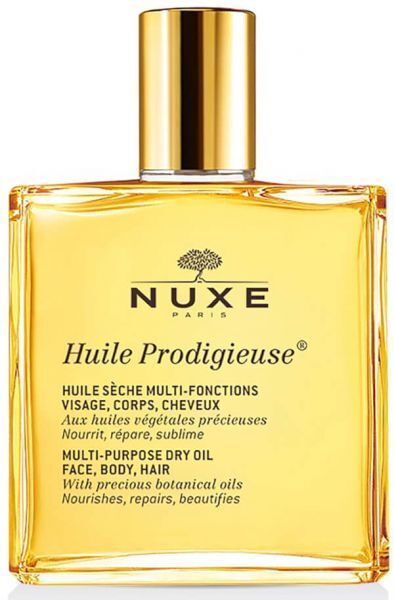 NUXE
PARIS
Huile Prodigieuse®
HUILE SÈCHE MULTI-FONCTIONS
VISAGE, CORPS, CHEVEUX
Aux huiles végétales précieuses
Nourrit, répare, sublime
MULTI-PURPOSE DRY OIL
FACE, BODY, HAIR
With precious botanical oils
Nourishes, repairs, beautifies